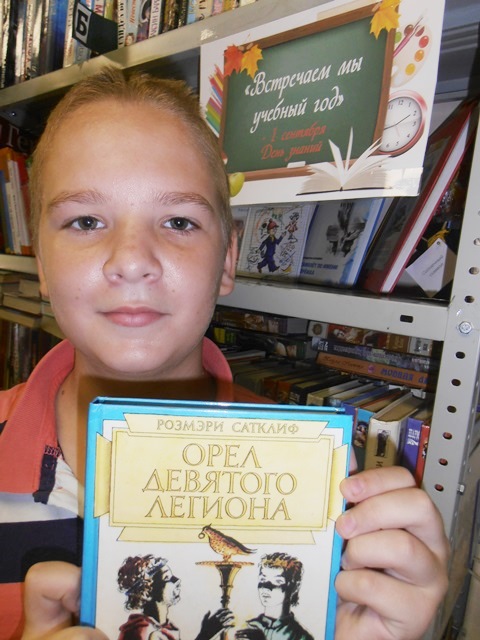 Б
«Встречаем мы
учебный год»
1 сентября
День знаний
РОЗМЭРИ САТКЛИФ
ОРЕЛ
ДЕВЯТОГО
ЛЕГИОНА